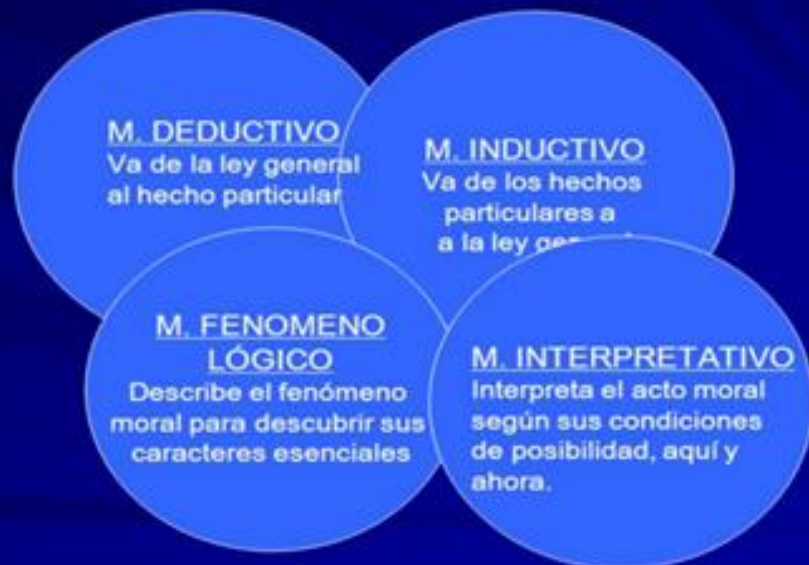 M. DEDUCTIVO
Va de la ley general
al hecho particular
M. INDUCTIVO
Va de los hechos
particulares a
a la ley
M. FENOMENO
LÓGICO
Describe el fenómeno
moral para descubrir sus
caracteres esenciales
M. INTERPRETATIVO
Interpreta el acto moral
según sus condiciones
de posibilidad, aquí y
ahora.